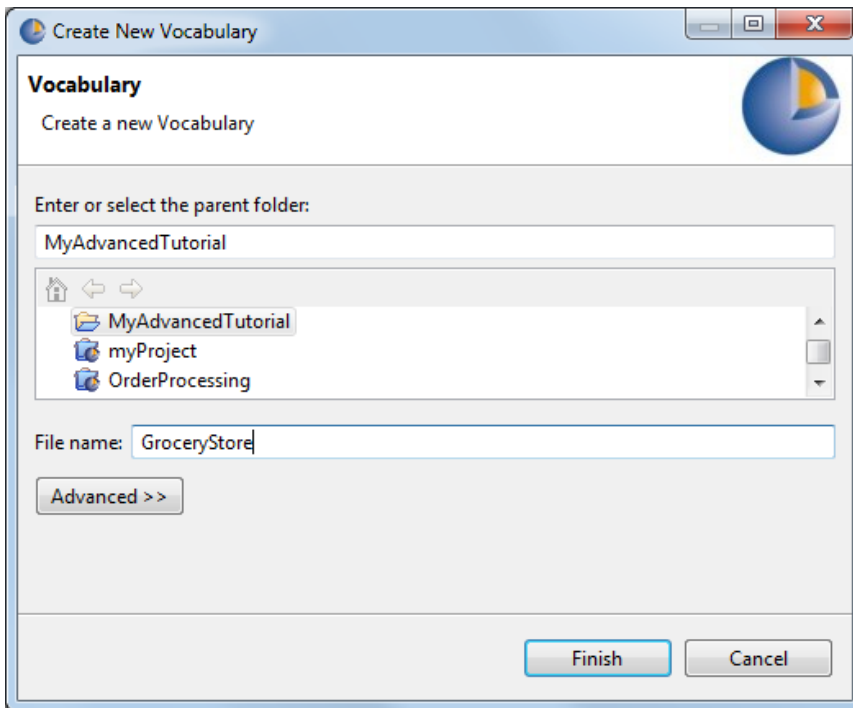 Create New Vocabulary
Vocabulary
Create a new Vocabulary
Enter or select the parent folder:
MyAdvancedTutorial
MyAdvancedTutorial
myProject
OrderProcessing
File name: GroceryStore
Advanced >>
Finish Cancel